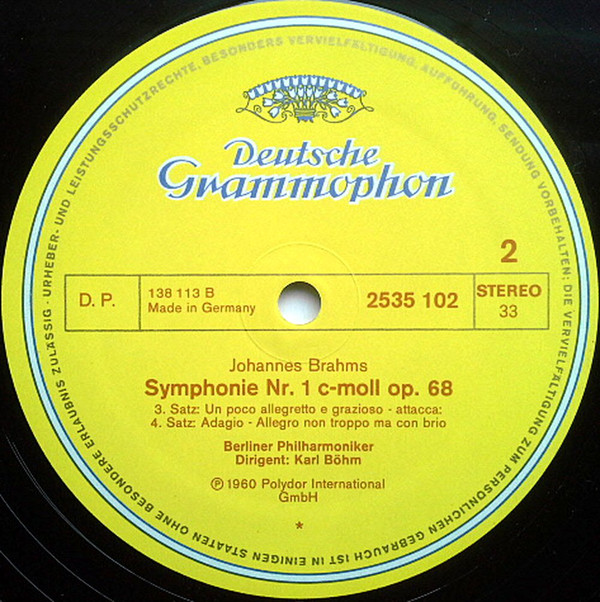 URHEBER- UND LEISTUNGSSCHUTZRECHTE, BESONDERS VERVIELFÄLTIGUNG, AUFFÜHRUNG, SENDUNG VORBEHALTEN; DIE VERVIELFÄLTIGUNG ZUM PERSÖNLICHEN GEBRAUCH IST IN EINIGEN STAATEN OHNE BESONDERE ERLAUBNIS ZULÄSSIG ·
Deutsche
Grammophon
2
D. P.
138 113 B
Made in Germany
2535 102
STEREO
33
Johannes Brahms
Symphonie Nr. 1 c-moll op. 68
3. Satz: Un poco allegretto e grazioso - attacca:
4. Satz: Adagio - Allegro non troppo ma con brio
Berliner Philharmoniker
Dirigent: Karl Böhm
℗ 1960 Polydor International
GmbH
*